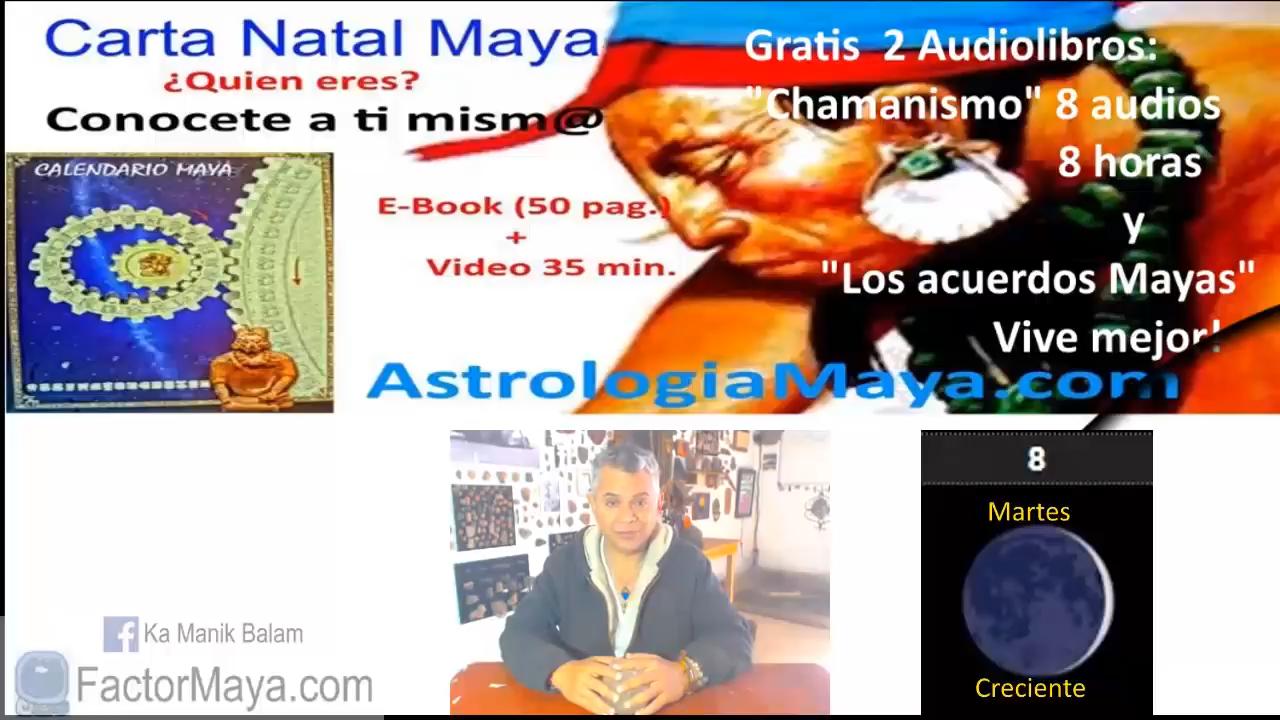 Carta Natal Maya
¿Quien eres?
Conocete a ti mism@
CALENDARIO MAYA
E-Book (50 pag.)
+
Video 35 min.
Gratis 2 Audiolibros:
"Chamanismo" 8 audios
8 horas
y
"Los acuerdos Mayas"
Vive mejor!
AstrologiaMaya.com
8
Martes
Creciente
Ka Manik Balam
FactorMaya.com